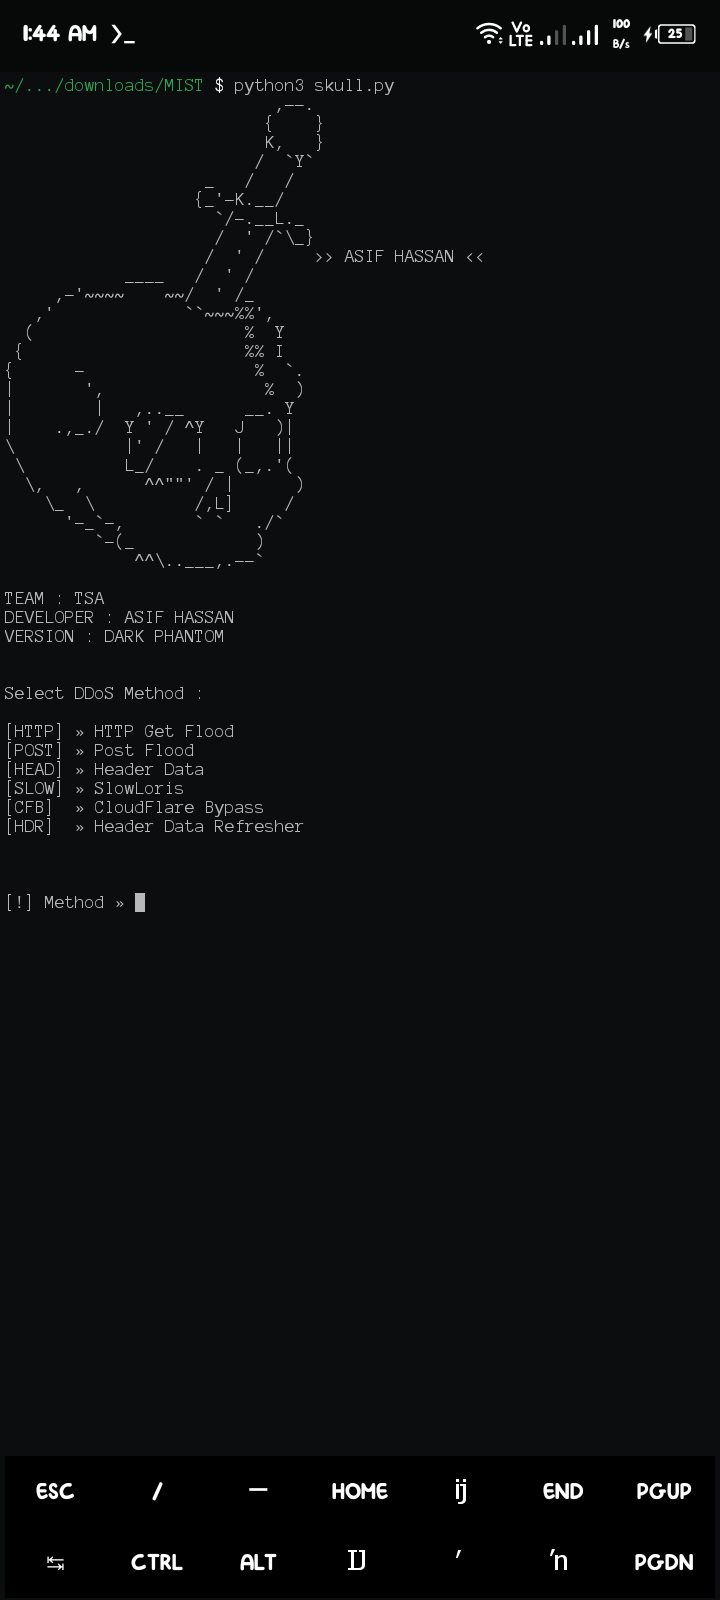 1:44 AM ❯_
Vo LTE 100 B/s 25
~/.../downloads/MIST $ python3 skull.py
>> ASIF HASSAN <<
TEAM : TSA
DEVELOPER : ASIF HASSAN
VERSION : DARK PHANTOM
Select DDoS Method :
[HTTP] » HTTP Get Flood
[POST] » Post Flood
[HEAD] » Header Data
[SLOW] » SlowLoris
[CFB]  » CloudFlare Bypass
[HDR]  » Header Data Refresher
[!] Method »
ESC / — HOME ij END PGUP
↹ CTRL ALT IJ ′ ŉ PGDN